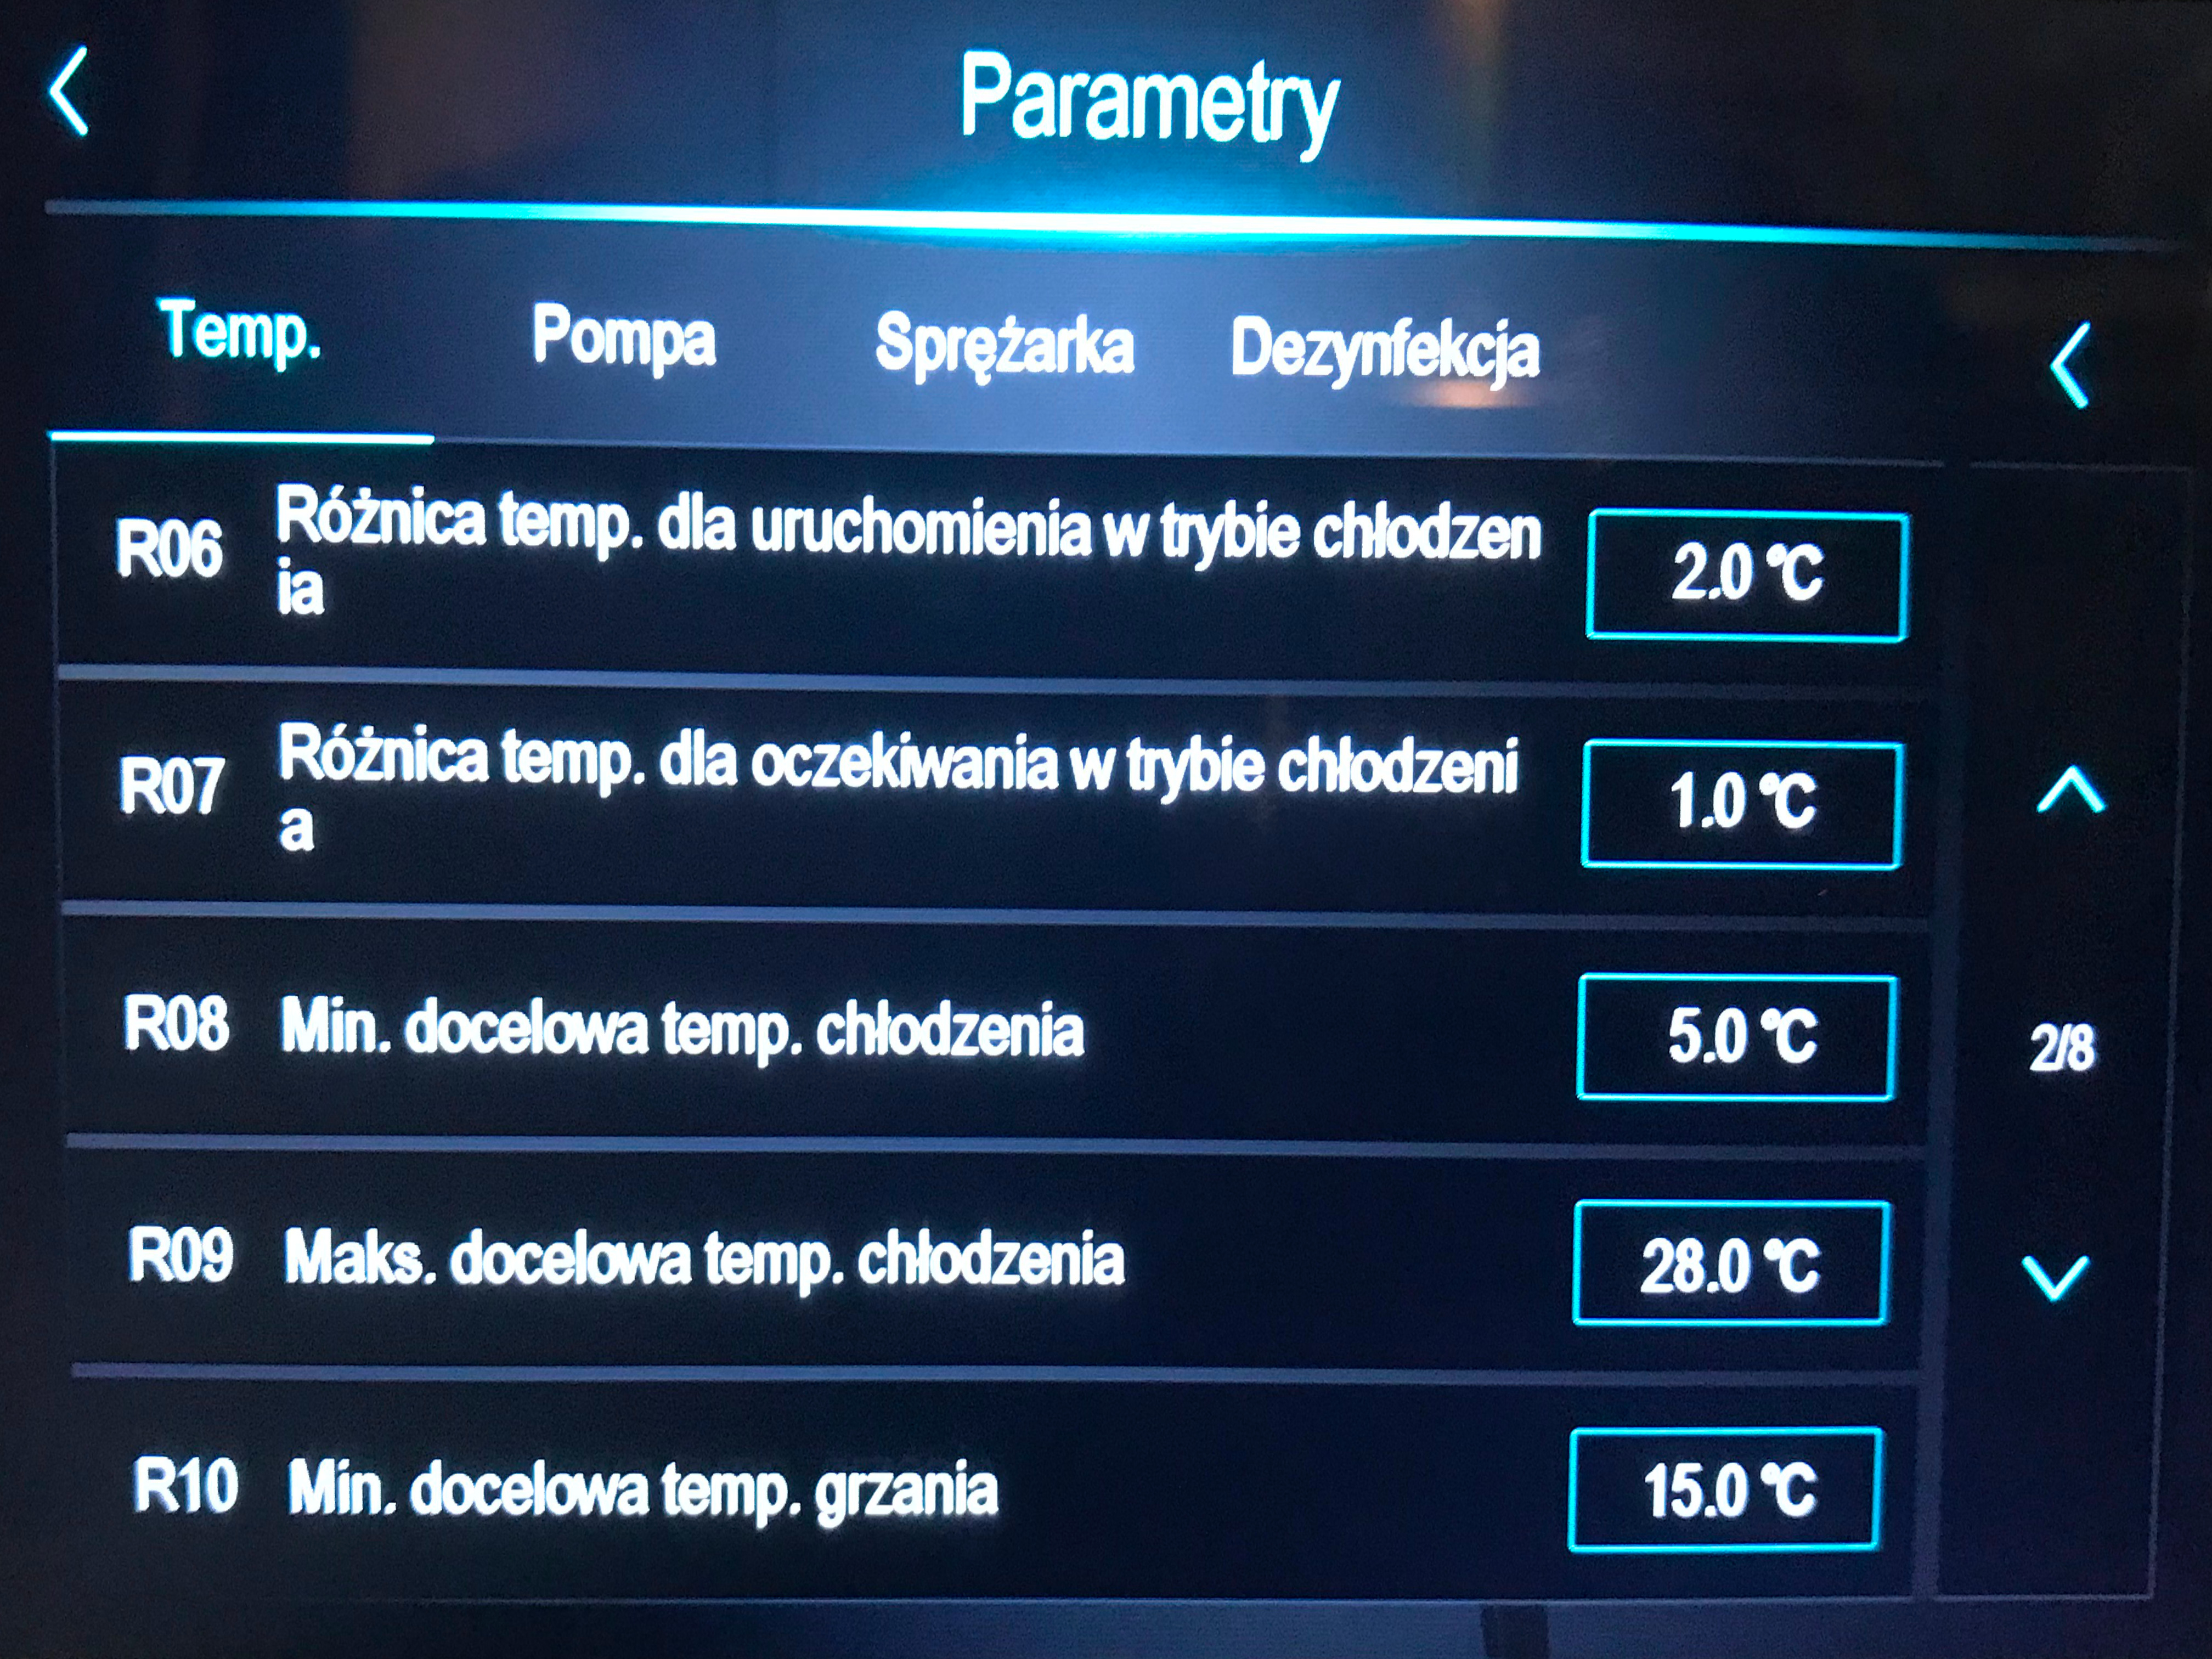 Parametry
Temp. Pompa Sprężarka Dezynfekcja
R06 Różnica temp. dla uruchomienia w trybie chłodzen
ia
2.0 °C
R07 Różnica temp. dla oczekiwania w trybie chłodzeni
a
1.0 °C
R08 Min. docelowa temp. chłodzenia 5.0 °C
2/8
R09 Maks. docelowa temp. chłodzenia 28.0 °C
R10 Min. docelowa temp. grzania 15.0 °C